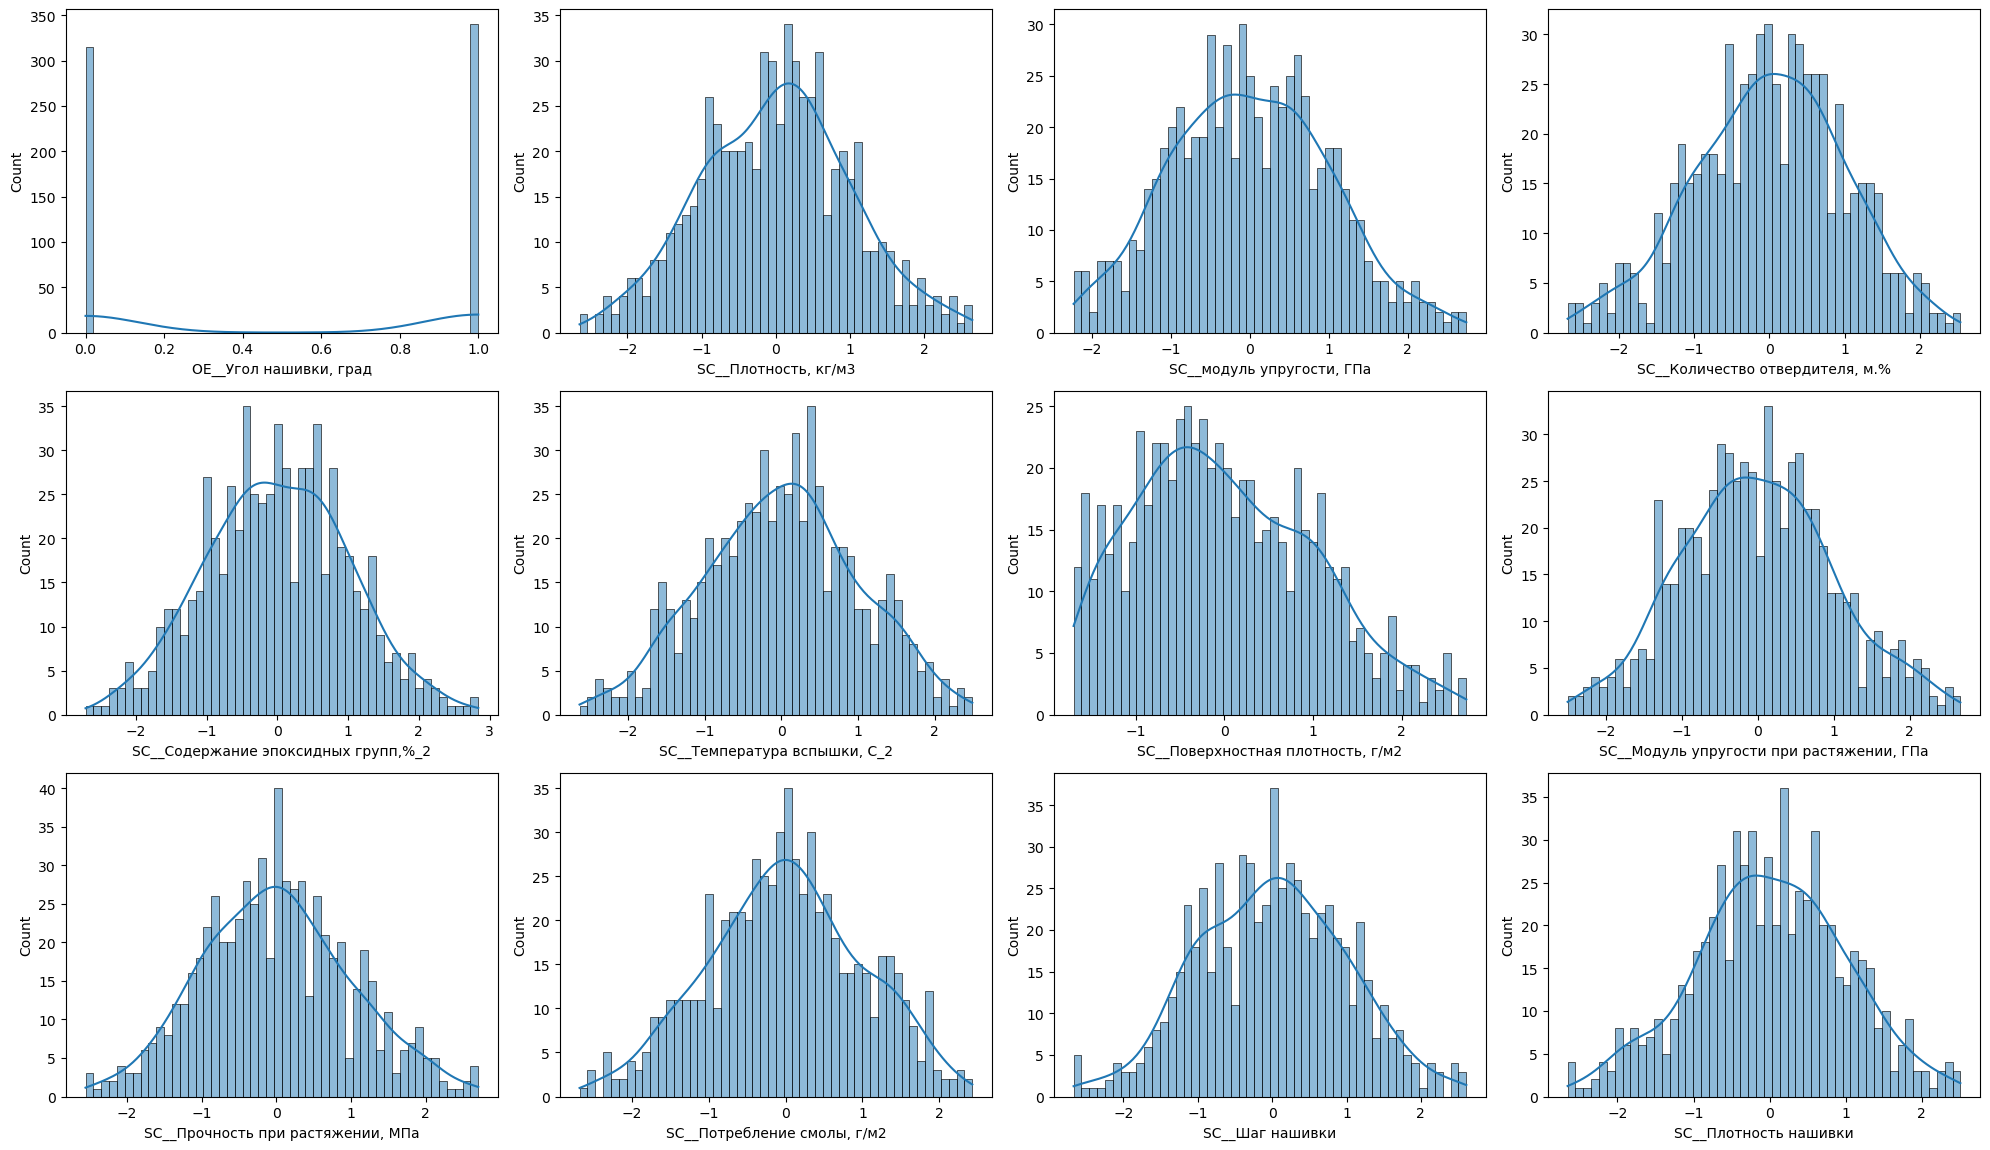 350
300
250
200
150
100
50
0
Count
0.0 0.2 0.4 0.6 0.8 1.0
OE__Угол нашивки, град
35
30
25
20
15
10
5
0
Count
−2 −1 0 1 2
SC__Плотность, кг/м3
30
25
20
15
10
5
0
Count
−2 −1 0 1 2
SC__модуль упругости, ГПа
30
25
20
15
10
5
0
Count
−2 −1 0 1 2
SC__Количество отвердителя, м.%
35
30
25
20
15
10
5
0
Count
−2 −1 0 1 2 3
SC__Содержание эпоксидных групп,%_2
35
30
25
20
15
10
5
0
Count
−2 −1 0 1 2
SC__Температура вспышки, С_2
25
20
15
10
5
0
Count
−1 0 1 2
SC__Поверхностная плотность, г/м2
30
25
20
15
10
5
0
Count
−2 −1 0 1 2
SC__Модуль упругости при растяжении, ГПа
40
35
30
25
20
15
10
5
0
Count
−2 −1 0 1 2
SC__Прочность при растяжении, МПа
35
30
25
20
15
10
5
0
Count
−2 −1 0 1 2
SC__Потребление смолы, г/м2
35
30
25
20
15
10
5
0
Count
−2 −1 0 1 2
SC__Шаг нашивки
35
30
25
20
15
10
5
0
Count
−2 −1 0 1 2
SC__Плотность нашивки